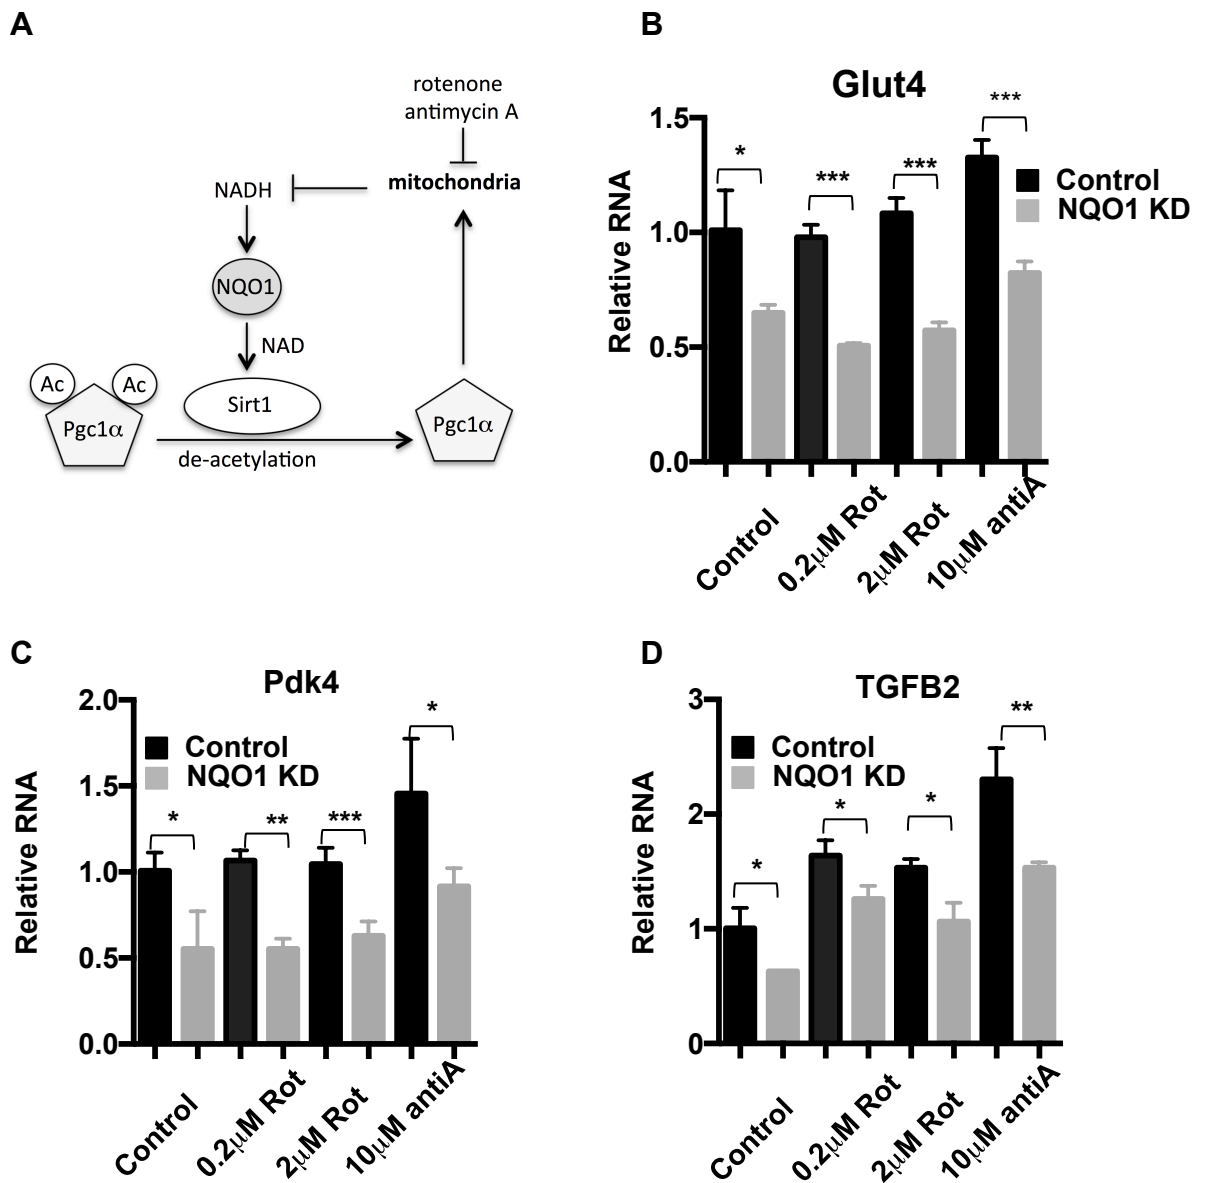 A
rotenone
antimycin A
mitochondria
NADH
NQO1
NAD
Ac
Ac
Pgc1α
Sirt1
Pgc1α
de-acetylation
B
Glut4
Relative RNA
1.5
1.0
0.5
0.0
*
***
***
***
Control
NQO1 KD
Control
0.2μM Rot
2μM Rot
10μM antiA
C
Pdk4
Relative RNA
2.0
1.5
1.0
0.5
0.0
Control
NQO1 KD
*
**
***
*
Control
0.2μM Rot
2μM Rot
10μM antiA
D
TGFB2
Relative RNA
3
2
1
0
Control
NQO1 KD
*
*
*
**
Control
0.2μM Rot
2μM Rot
10μM antiA